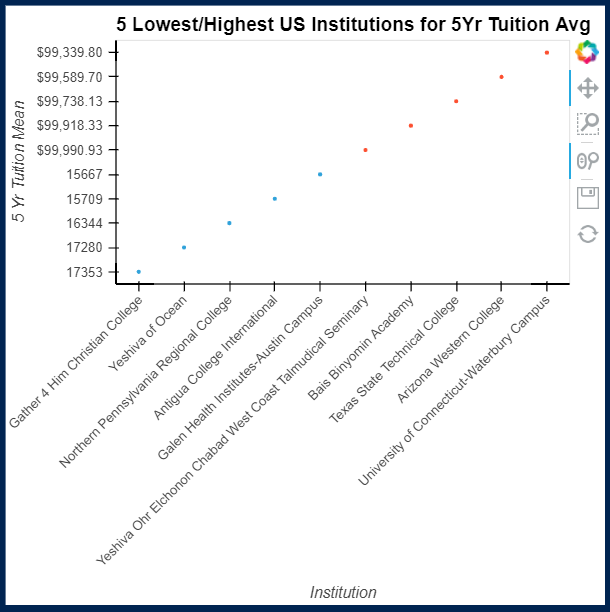 5 Lowest/Highest US Institutions for 5Yr Tuition Avg
5 Yr Tuition Mean
$99,339.80
$99,589.70
$99,738.13
$99,918.33
$99,990.93
15667
15709
16344
17280
17353
Gather 4 Him Christian College
Yeshiva of Ocean
Northern Pennsylvania Regional College
Antigua College International
Galen Health Institutes-Austin Campus
Yeshiva Ohr Elchonon Chabad West Coast Talmudical Seminary
Bais Binyomin Academy
Texas State Technical College
Arizona Western College
University of Connecticut-Waterbury Campus
Institution